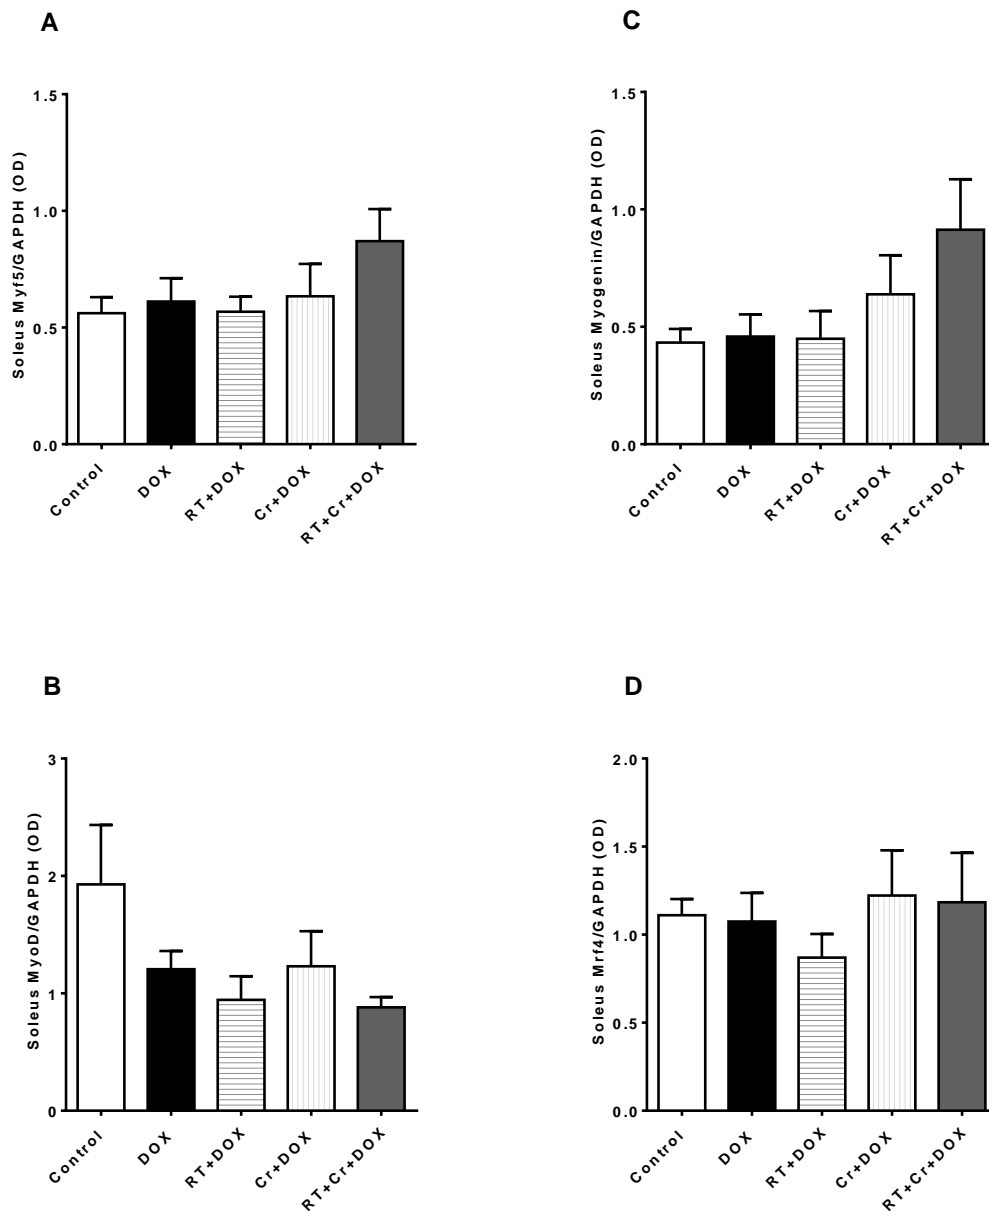 A
Soleus Myf5/GAPDH (OD)
1.5
1.0
0.5
0.0
Control
DOX
RT+DOX
Cr+DOX
RT+Cr+DOX
C
Soleus Myogenin/GAPDH (OD)
1.5
1.0
0.5
0.0
Control
DOX
RT+DOX
Cr+DOX
RT+Cr+DOX
B
Soleus MyoD/GAPDH (OD)
3
2
1
0
Control
DOX
RT+DOX
Cr+DOX
RT+Cr+DOX
D
Soleus Mrf4/GAPDH (OD)
2.0
1.5
1.0
0.5
0.0
Control
DOX
RT+DOX
Cr+DOX
RT+Cr+DOX